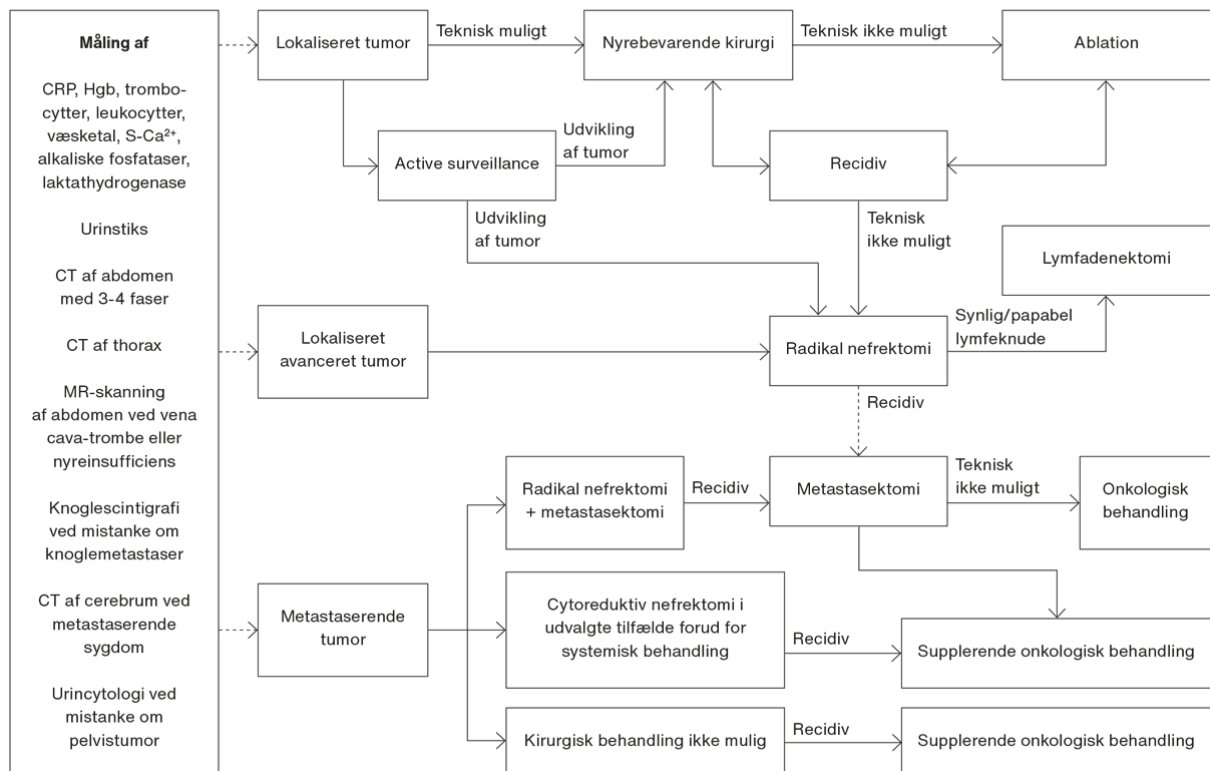 Måling af
CRP, Hgb, trombo-
cytter, leukocytter,
væsketal, S-Ca²⁺,
alkaliske fosfataser,
laktathydrogenase
Urinstiks
CT af abdomen
med 3-4 faser
CT af thorax
MR-skanning
af abdomen ved vena
cava-trombe eller
nyreinsufficiens
Knoglescintigrafi
ved mistanke om
knoglemetastaser
CT af cerebrum ved
metastaserende
sygdom
Urincytologi ved
mistanke om
pelvistumor
Lokaliseret tumor
Teknisk muligt
Nyrebevarende kirurgi
Teknisk ikke muligt
Ablation
Active surveillance
Udvikling
af tumor
Recidiv
Udvikling
af tumor
Teknisk
ikke muligt
Lymfadenektomi
Lokaliseret
avanceret tumor
Radikal nefrektomi
Synlig/papabel
lymfeknude
Recidiv
Radikal nefrektomi
+ metastasektomi
Recidiv
Metastasektomi
Teknisk
ikke muligt
Onkologisk
behandling
Metastaserende
tumor
Cytoreduktiv nefrektomi i
udvalgte tilfælde forud for
systemisk behandling
Recidiv
Supplerende onkologisk behandling
Kirurgisk behandling ikke mulig
Recidiv
Supplerende onkologisk behandling